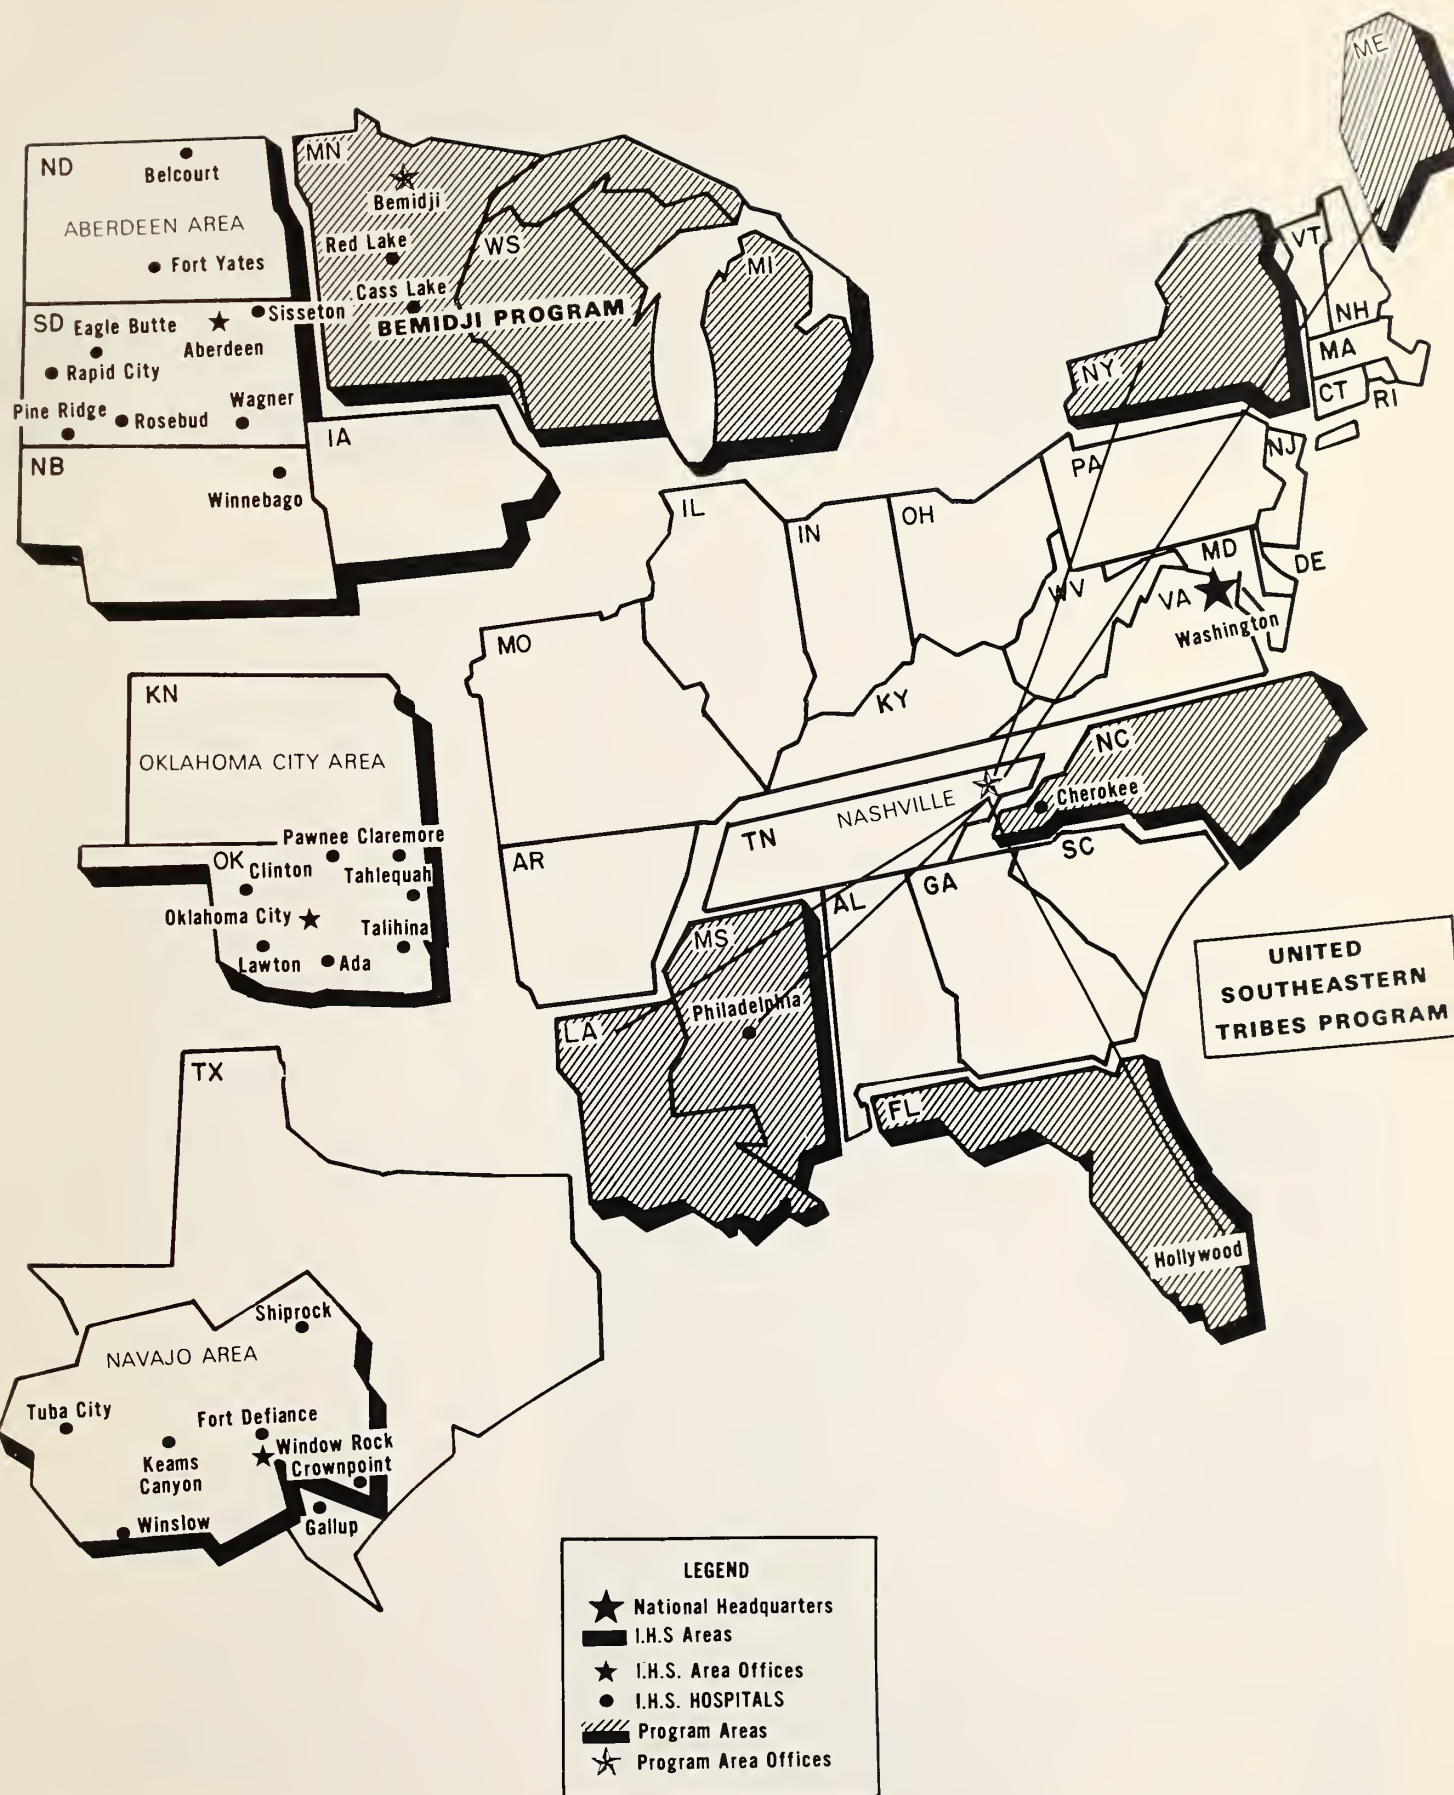 ME
ND
Belcourt
ABERDEEN AREA
Fort Yates
SD
Eagle Butte
Sisseton
Aberdeen
Rapid City
Pine Ridge
Rosebud
Wagner
NB
Winnebago
IA
MN
Bemidji
Red Lake
Cass Lake
WS
MI
BEMIDJI PROGRAM
VT
NH
MA
CT
RI
NY
PA
NJ
MD
DE
WV
VA
Washington
IL
IN
OH
MO
KY
KN
OKLAHOMA CITY AREA
Pawnee
Claremore
OK
Clinton
Tahlequah
Oklahoma City
Talihina
Lawton
Ada
NC
Cherokee
NASHVILLE
TN
AR
SC
GA
AL
MS
Philadelphia
LA
UNITED
SOUTHEASTERN
TRIBES PROGRAM
FL
Hollywood
TX
Shiprock
NAVAJO AREA
Tuba City
Fort Defiance
Window Rock
Keams
Canyon
Crownpoint
Winslow
Gallup
LEGEND
National Headquarters
I.H.S Areas
I.H.S. Area Offices
I.H.S. HOSPITALS
Program Areas
Program Area Offices